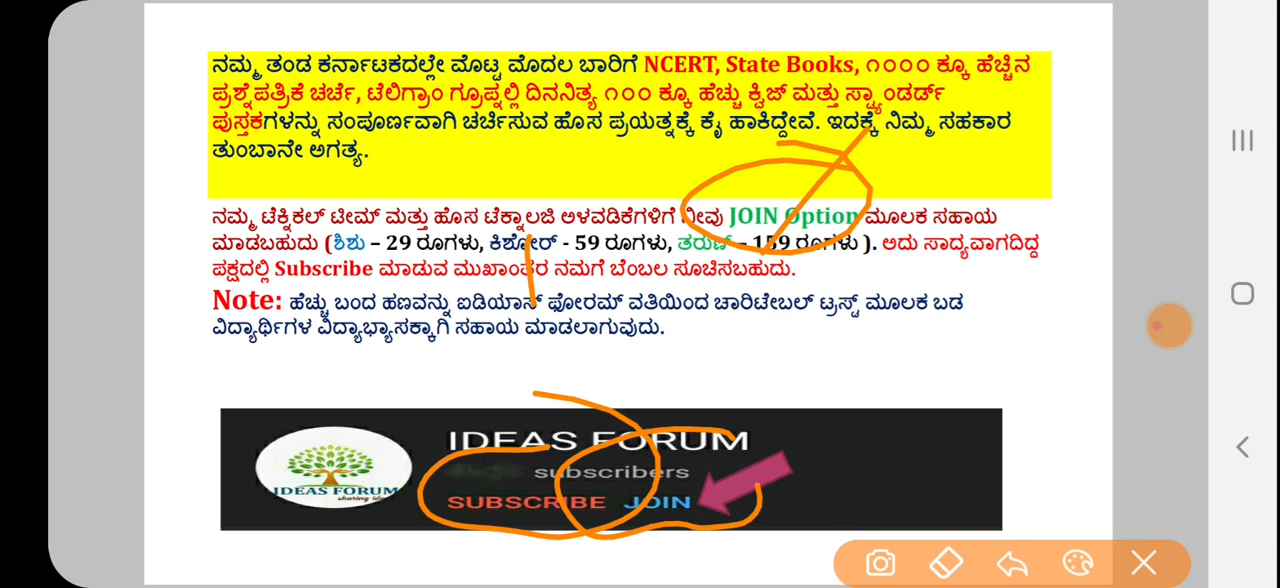 ನಮ್ಮ ತಂಡ ಕರ್ನಾಟಕದಲ್ಲೇ ಮೊಟ್ಟ ಮೊದಲ ಬಾರಿಗೆ NCERT, State Books, ೧೦೦೦ ಕ್ಕೂ ಹೆಚ್ಚಿನ
ಪ್ರಶ್ನೆಪತ್ರಿಕೆ ಚರ್ಚೆ, ಟೆಲಿಗ್ರಾಂ ಗ್ರೂಪ್ನಲ್ಲಿ ದಿನನಿತ್ಯ ೧೦೦ ಕ್ಕೂ ಹೆಚ್ಚು ಕ್ವಿಜ್ ಮತ್ತು ಸ್ಟ್ಯಾಂಡರ್ಡ್
ಪುಸ್ತಕಗಳನ್ನು ಸಂಪೂರ್ಣವಾಗಿ ಚರ್ಚಿಸುವ ಹೊಸ ಪ್ರಯತ್ನಕ್ಕೆ ಕೈ ಹಾಕಿದ್ದೇವೆ. ಇದಕ್ಕೆ ನಿಮ್ಮ ಸಹಕಾರ
ತುಂಬಾನೇ ಅಗತ್ಯ.
ನಮ್ಮ ಟೆಕ್ನಿಕಲ್ ಟೀಮ್ ಮತ್ತು ಹೊಸ ಟೆಕ್ನಾಲಜಿ ಅಳವಡಿಕೆಗಳಿಗೆ ನೀವು JOIN Option ಮೂಲಕ ಸಹಾಯ
ಮಾಡಬಹುದು (ಶಿಶು – 29 ರೂಗಳು, ಕಿಶೋರ್ - 59 ರೂಗಳು, ತರುಣ್ – 159 ರೂಗಳು ). ಅದು ಸಾದ್ಯವಾಗದಿದ್ದ
ಪಕ್ಷದಲ್ಲಿ Subscribe ಮಾಡುವ ಮುಖಾಂತರ ನಮಗೆ ಬೆಂಬಲ ಸೂಚಿಸಬಹುದು.
Note: ಹೆಚ್ಚು ಬಂದ ಹಣವನ್ನು ಐಡಿಯಾಸ್ ಫೋರಮ್ ವತಿಯಿಂದ ಚಾರಿಟೇಬಲ್ ಟ್ರಸ್ಟ್ ಮೂಲಕ ಬಡ
ವಿದ್ಯಾರ್ಥಿಗಳ ವಿದ್ಯಾಭ್ಯಾಸಕ್ಕಾಗಿ ಸಹಾಯ ಮಾಡಲಾಗುವುದು.
IDEAS FORUM
subscribers
SUBSCRIBE JOIN
IDEAS FORUM